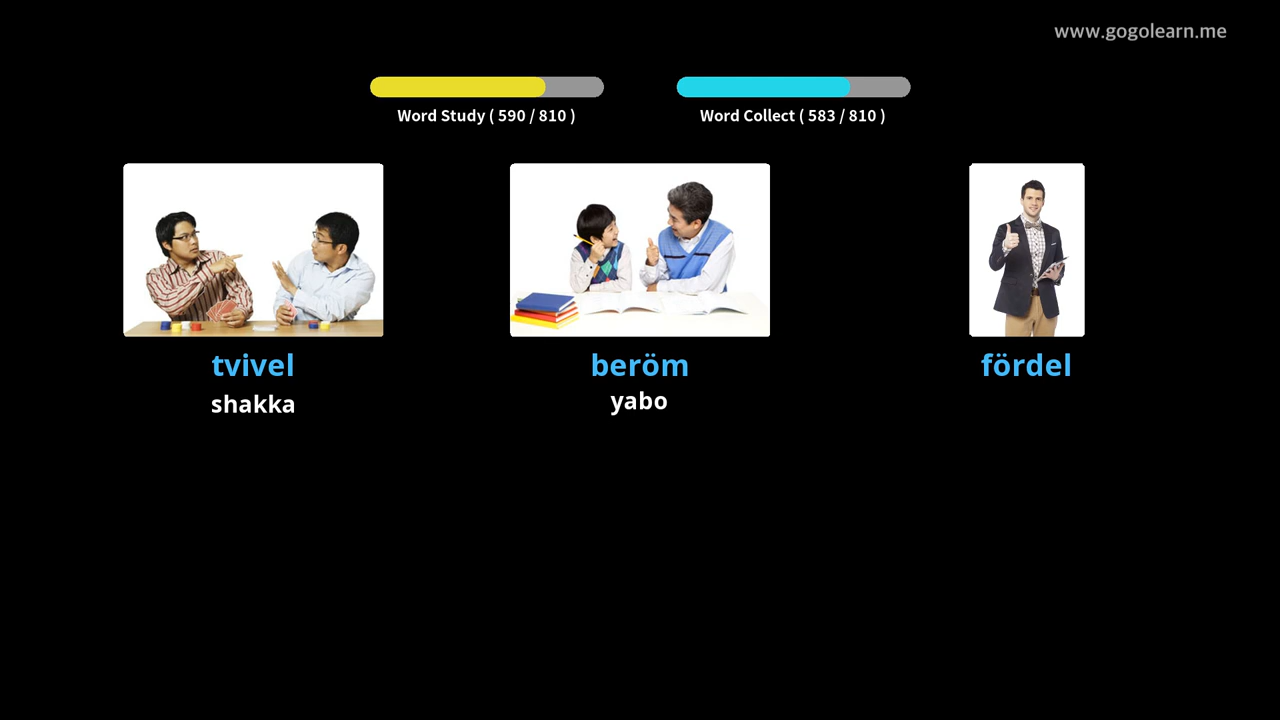 www.gogolearn.me
Word Study ( 590 / 810 )
Word Collect ( 583 / 810 )
tvivel
shakka
beröm
yabo
fördel